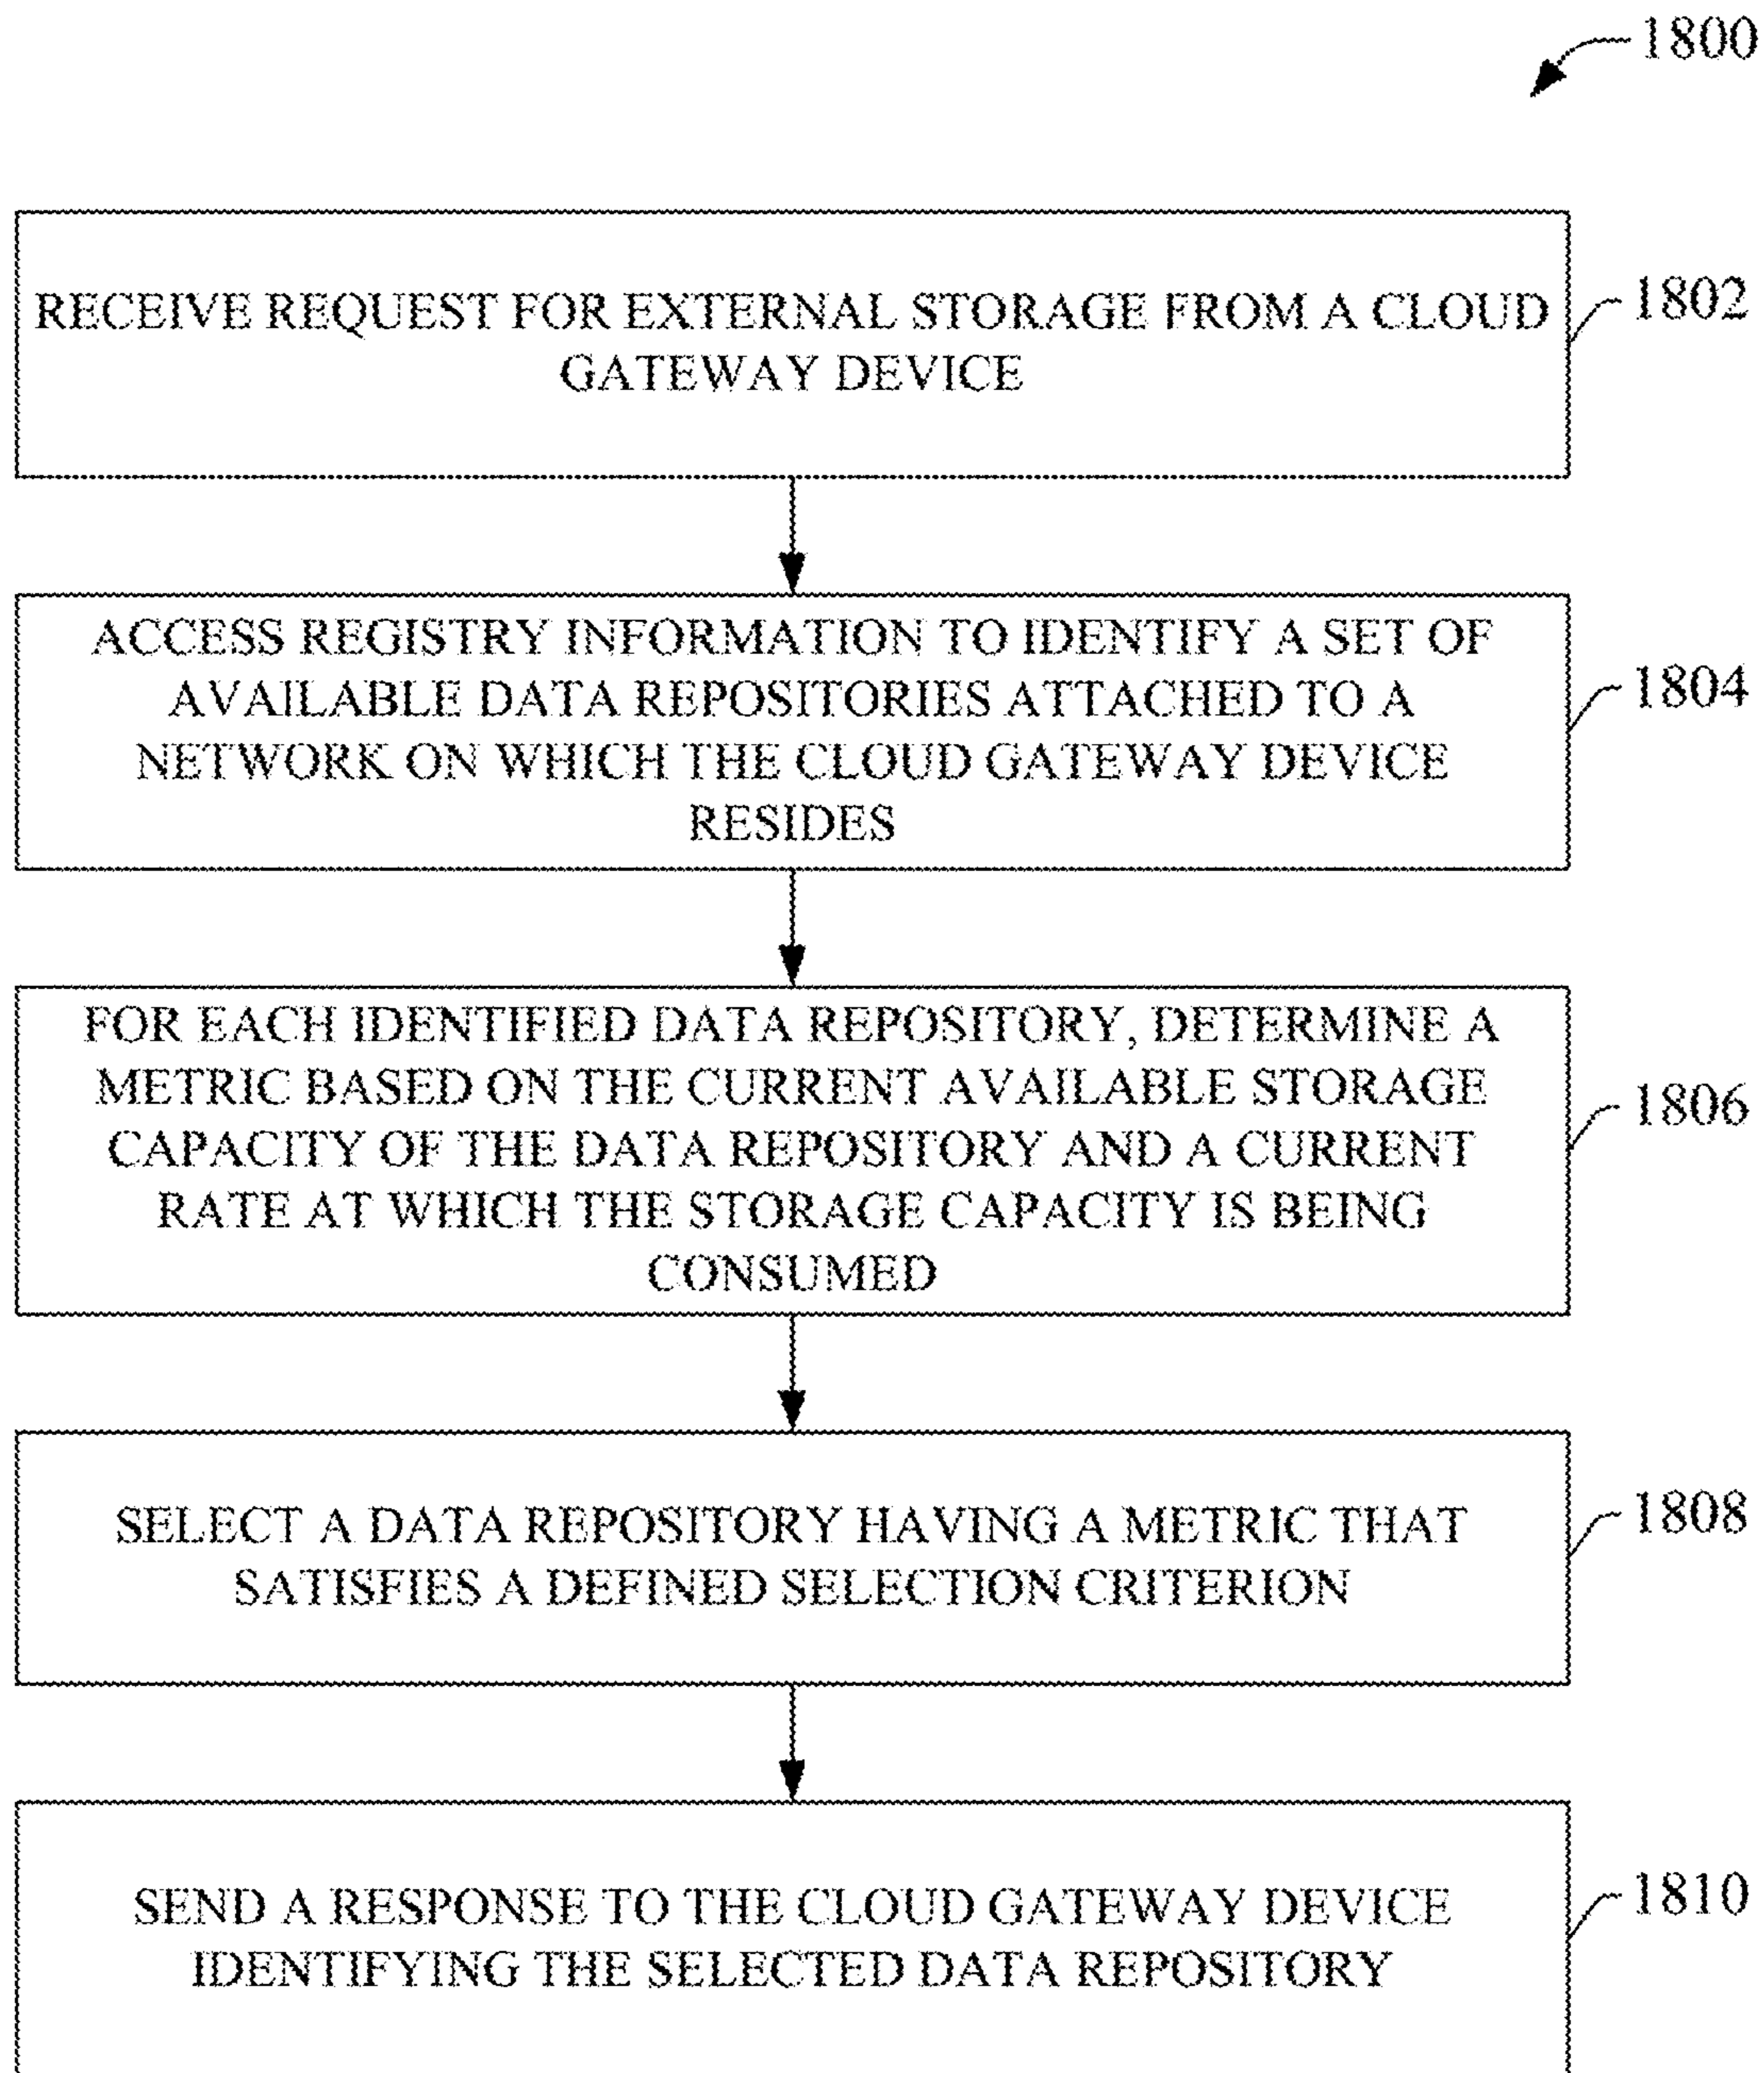 1800
RECEIVE REQUEST FOR EXTERNAL STORAGE FROM A CLOUD
GATEWAY DEVICE
1802
ACCESS REGISTRY INFORMATION TO IDENTIFY A SET OF
AVAILABLE DATA REPOSITORIES ATTACHED TO A
NETWORK ON WHICH THE CLOUD GATEWAY DEVICE
RESIDES
1804
FOR EACH IDENTIFIED DATA REPOSITORY, DETERMINE A
METRIC BASED ON THE CURRENT AVAILABLE STORAGE
CAPACITY OF THE DATA REPOSITORY AND A CURRENT
RATE AT WHICH THE STORAGE CAPACITY IS BEING
CONSUMED
1806
SELECT A DATA REPOSITORY HAVING A METRIC THAT
SATISFIES A DEFINED SELECTION CRITERION
1808
SEND A RESPONSE TO THE CLOUD GATEWAY DEVICE
IDENTIFYING THE SELECTED DATA REPOSITORY
1810